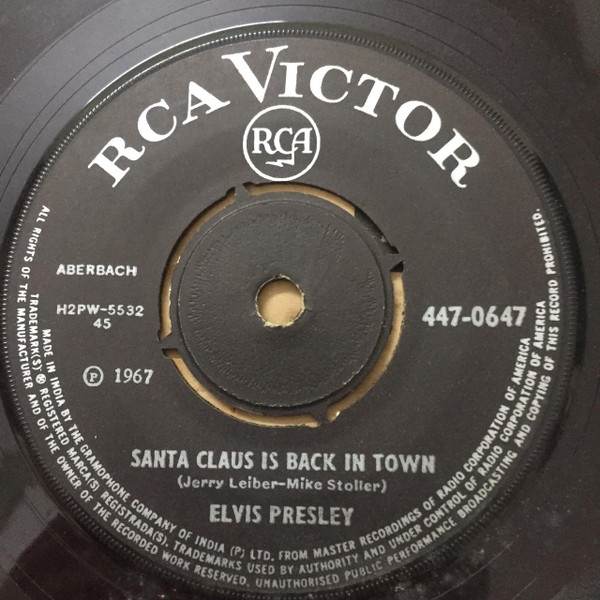 RCA VICTOR
RCA
ABERBACH
H2PW-5532
45
447-0647
℗ 1967
SANTA CLAUS IS BACK IN TOWN
(Jerry Leiber-Mike Stoller)
ELVIS PRESLEY
MADE IN INDIA BY THE GRAMOPHONE COMPANY OF INDIA (P) LTD. FROM MASTER RECORDINGS OF RADIO CORPORATION OF AMERICA
TRADEMARK(S) ® REGISTERED MARCA(S) REGISTRADA(S). TRADEMARKS USED BY AUTHORITY AND UNDER CONTROL OF RADIO CORPORATION OF AMERICA
ALL RIGHTS OF THE MANUFACTURER AND OF THE OWNER OF THE RECORDED WORK RESERVED. UNAUTHORISED PUBLIC PERFORMANCE BROADCASTING AND COPYING OF THIS RECORD PROHIBITED.